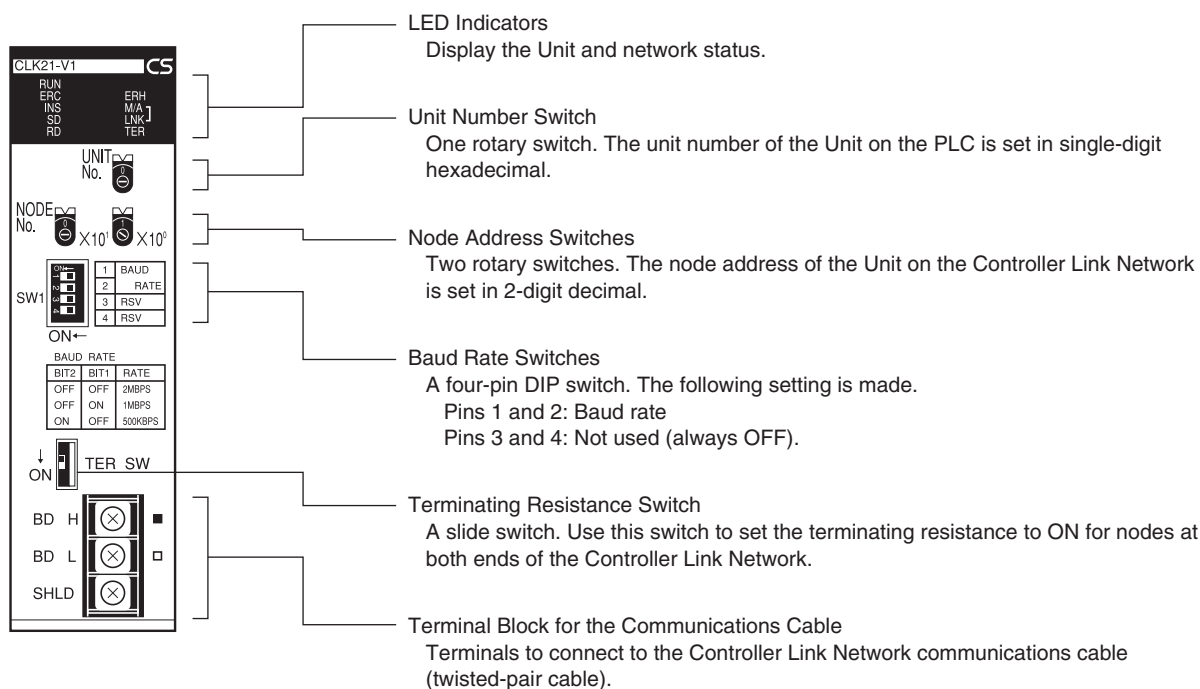 LED Indicators
Display the Unit and network status.
CLK21-V1 CS
RUN
ERC ERH
INS M/A
SD LNK
RD TER
Unit Number Switch
One rotary switch. The unit number of the Unit on the PLC is set in single-digit
hexadecimal.
UNIT
No.
0
NODE
No.
0 X10¹ 1 X10⁰
Node Address Switches
Two rotary switches. The node address of the Unit on the Controller Link Network
is set in 2-digit decimal.
SW1
ON←
1 2 3 4
1 BAUD
2 RATE
3 RSV
4 RSV
ON←
Baud Rate Switches
A four-pin DIP switch. The following setting is made.
Pins 1 and 2: Baud rate
Pins 3 and 4: Not used (always OFF).
BAUD RATE
BIT2 BIT1 RATE
OFF OFF 2MBPS
OFF ON 1MBPS
ON OFF 500KBPS
↓
ON TER SW
Terminating Resistance Switch
A slide switch. Use this switch to set the terminating resistance to ON for nodes at
both ends of the Controller Link Network.
BD H ■
BD L □
SHLD
Terminal Block for the Communications Cable
Terminals to connect to the Controller Link Network communications cable
(twisted-pair cable).